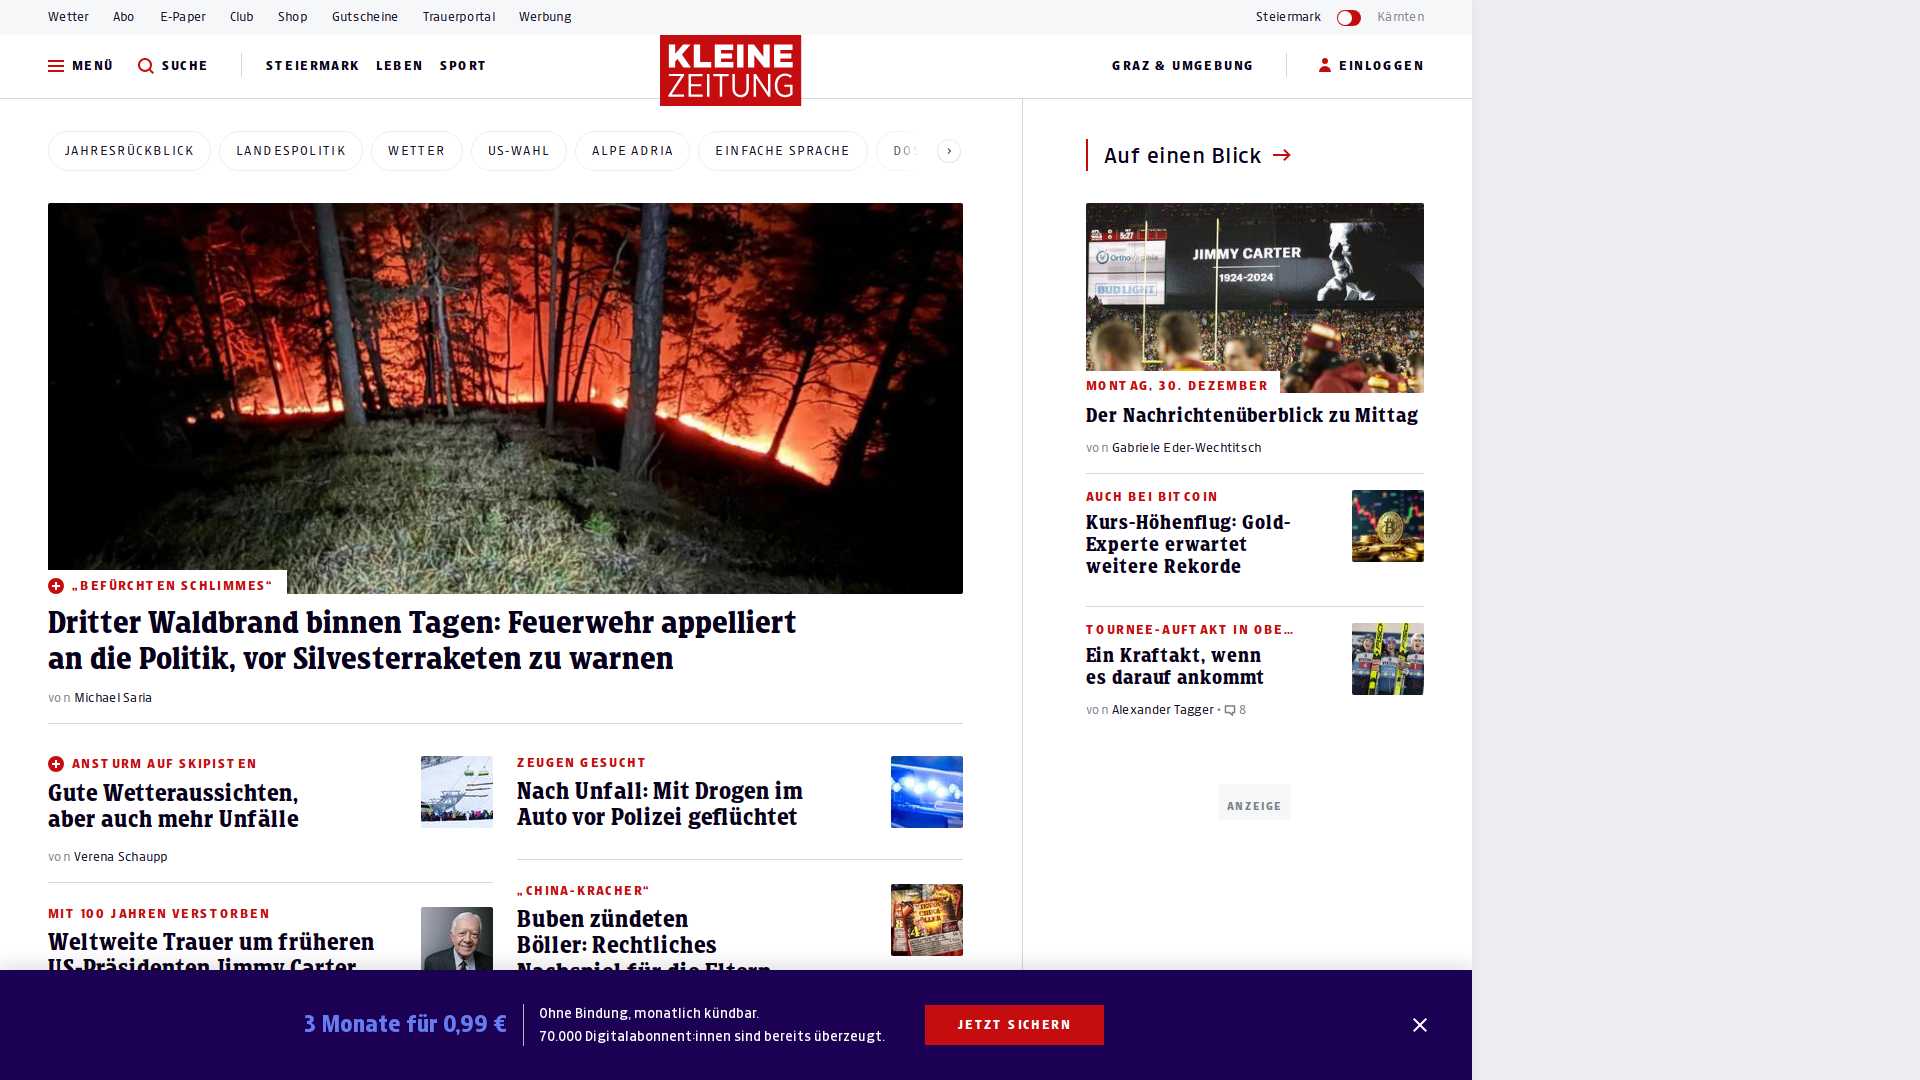 Wetter Abo E-Paper Club Shop Gutscheine Trauerportal Werbung Steiermark Kärnten
MENÜ SUCHE STEIERMARK LEBEN SPORT KLEINE ZEITUNG GRAZ & UMGEBUNG EINLOGGEN
JAHRESRÜCKBLICK LANDESPOLITIK WETTER US-WAHL ALPE ADRIA EINFACHE SPRACHE
„BEFÜRCHTEN SCHLIMMES“
Dritter Waldbrand binnen Tagen: Feuerwehr appelliert
an die Politik, vor Silvesterraketen zu warnen
von Michael Saria
ANSTURM AUF SKIPISTEN
Gute Wetteraussichten,
aber auch mehr Unfälle
von Verena Schaupp
MIT 100 JAHREN VERSTORBEN
Weltweite Trauer um früheren
US-Präsidenten Jimmy Carter
ZEUGEN GESUCHT
Nach Unfall: Mit Drogen im
Auto vor Polizei geflüchtet
„CHINA-KRACHER“
Buben zündeten
Böller: Rechtliches
Nachspiel für die Eltern
Auf einen Blick
5:27
OrthoVirginia
BUD LIGHT
JIMMY CARTER
1924-2024
MONTAG, 30. DEZEMBER
Der Nachrichtenüberblick zu Mittag
von Gabriele Eder-Wechtitsch
AUCH BEI BITCOIN
Kurs-Höhenflug: Gold-
Experte erwartet
weitere Rekorde
TOURNEE-AUFTAKT IN OBE…
Ein Kraftakt, wenn
es darauf ankommt
von Alexander Tagger • 8
ANZEIGE
3 Monate für 0,99 €
Ohne Bindung, monatlich kündbar.
70.000 Digitalabonnent:innen sind bereits überzeugt.
JETZT SICHERN